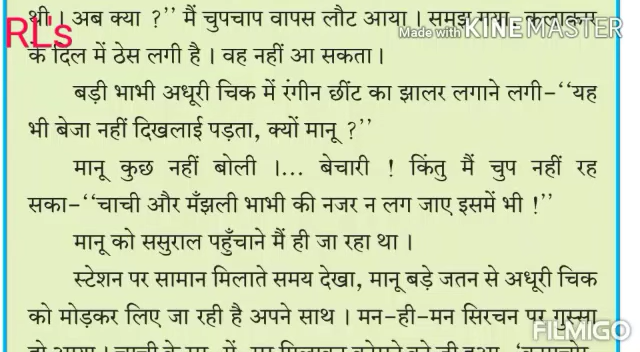 थी । अब क्या ?’’ मैं चुपचाप वापस लौट आया । समझ गया, कलाकार
RL's
Made with KINEMASTER
के दिल में ठेस लगी है । वह नहीं आ सकता ।
बड़ी भाभी अधूरी चिक में रंगीन छींट का झालर लगाने लगी-‘‘यह
भी बेजा नहीं दिखलाई पड़ता, क्यों मानू ?’’
मानू कुछ नहीं बोली ।... बेचारी ! किंतु मैं चुप नहीं रह
सका-‘‘चाची और मँझली भाभी की नजर न लग जाए इसमें भी !’’
मानू को ससुराल पहुँचाने मैं ही जा रहा था ।
स्टेशन पर सामान मिलाते समय देखा, मानू बड़े जतन से अधूरी चिक
को मोड़कर लिए जा रही है अपने साथ । मन-ही-मन सिरचन पर गुस्सा
FILMIGO
हो आया । चाची के